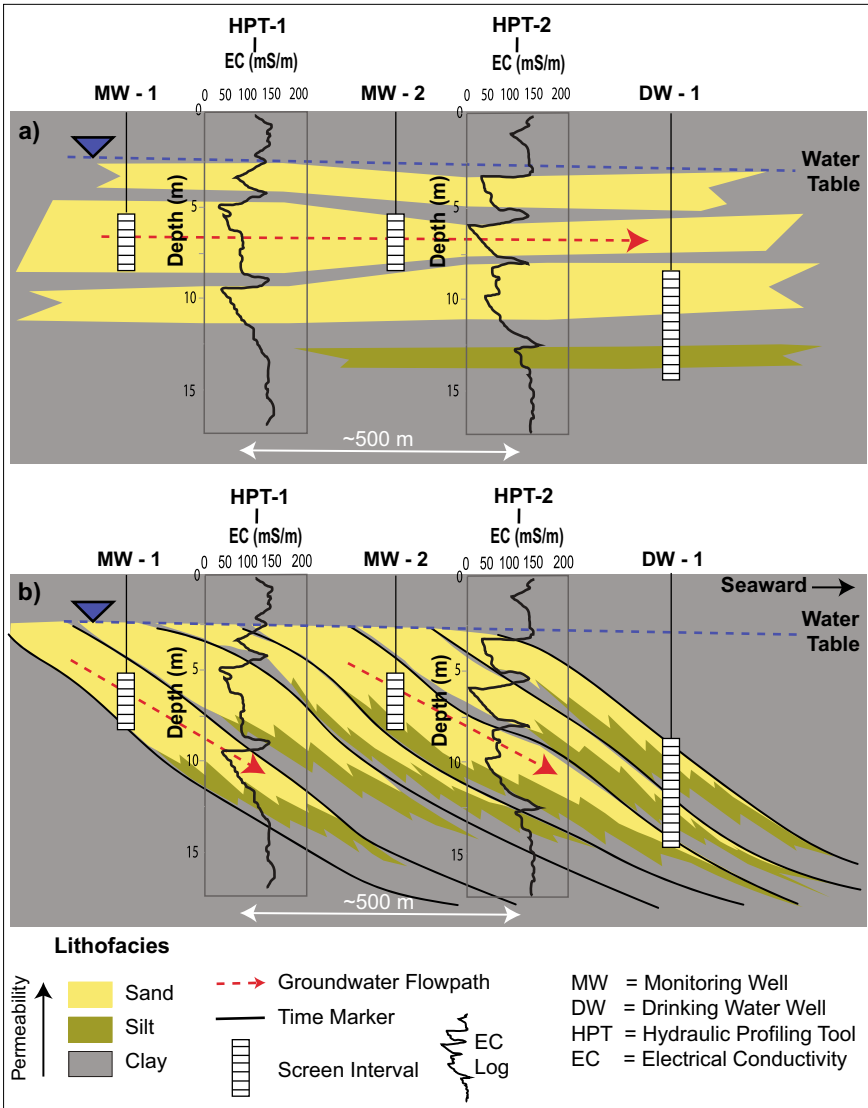 HPT-1 HPT-2
EC (mS/m) EC (mS/m)
MW - 1 MW - 2 DW - 1
0 50 100 150 200 0 50 100 150 200
a)
0 0
Water
Table
Depth (m) Depth (m)
5 5
10 10
15 15
~500 m
HPT-1 HPT-2
EC (mS/m) EC (mS/m)
MW - 1 MW - 2 DW - 1
0 50 100 150 200 0 50 100 150 200
b)
0 0
Seaward
Water
Table
Depth (m) Depth (m)
5 5
10 10
15 15
~500 m
Lithofacies
Permeability
Sand
Silt
Clay
Groundwater Flowpath
Time Marker
Screen Interval
EC
Log
MW = Monitoring Well
DW = Drinking Water Well
HPT = Hydraulic Profiling Tool
EC = Electrical Conductivity